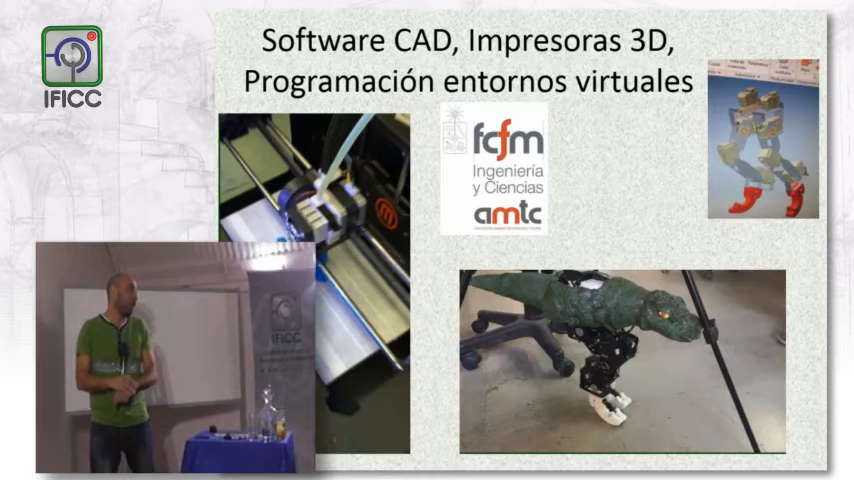 Software CAD, Impresoras 3D,
Programación entornos virtuales
IFICC
fcfm
Ingeniería
y Ciencias
amtc
IFICC